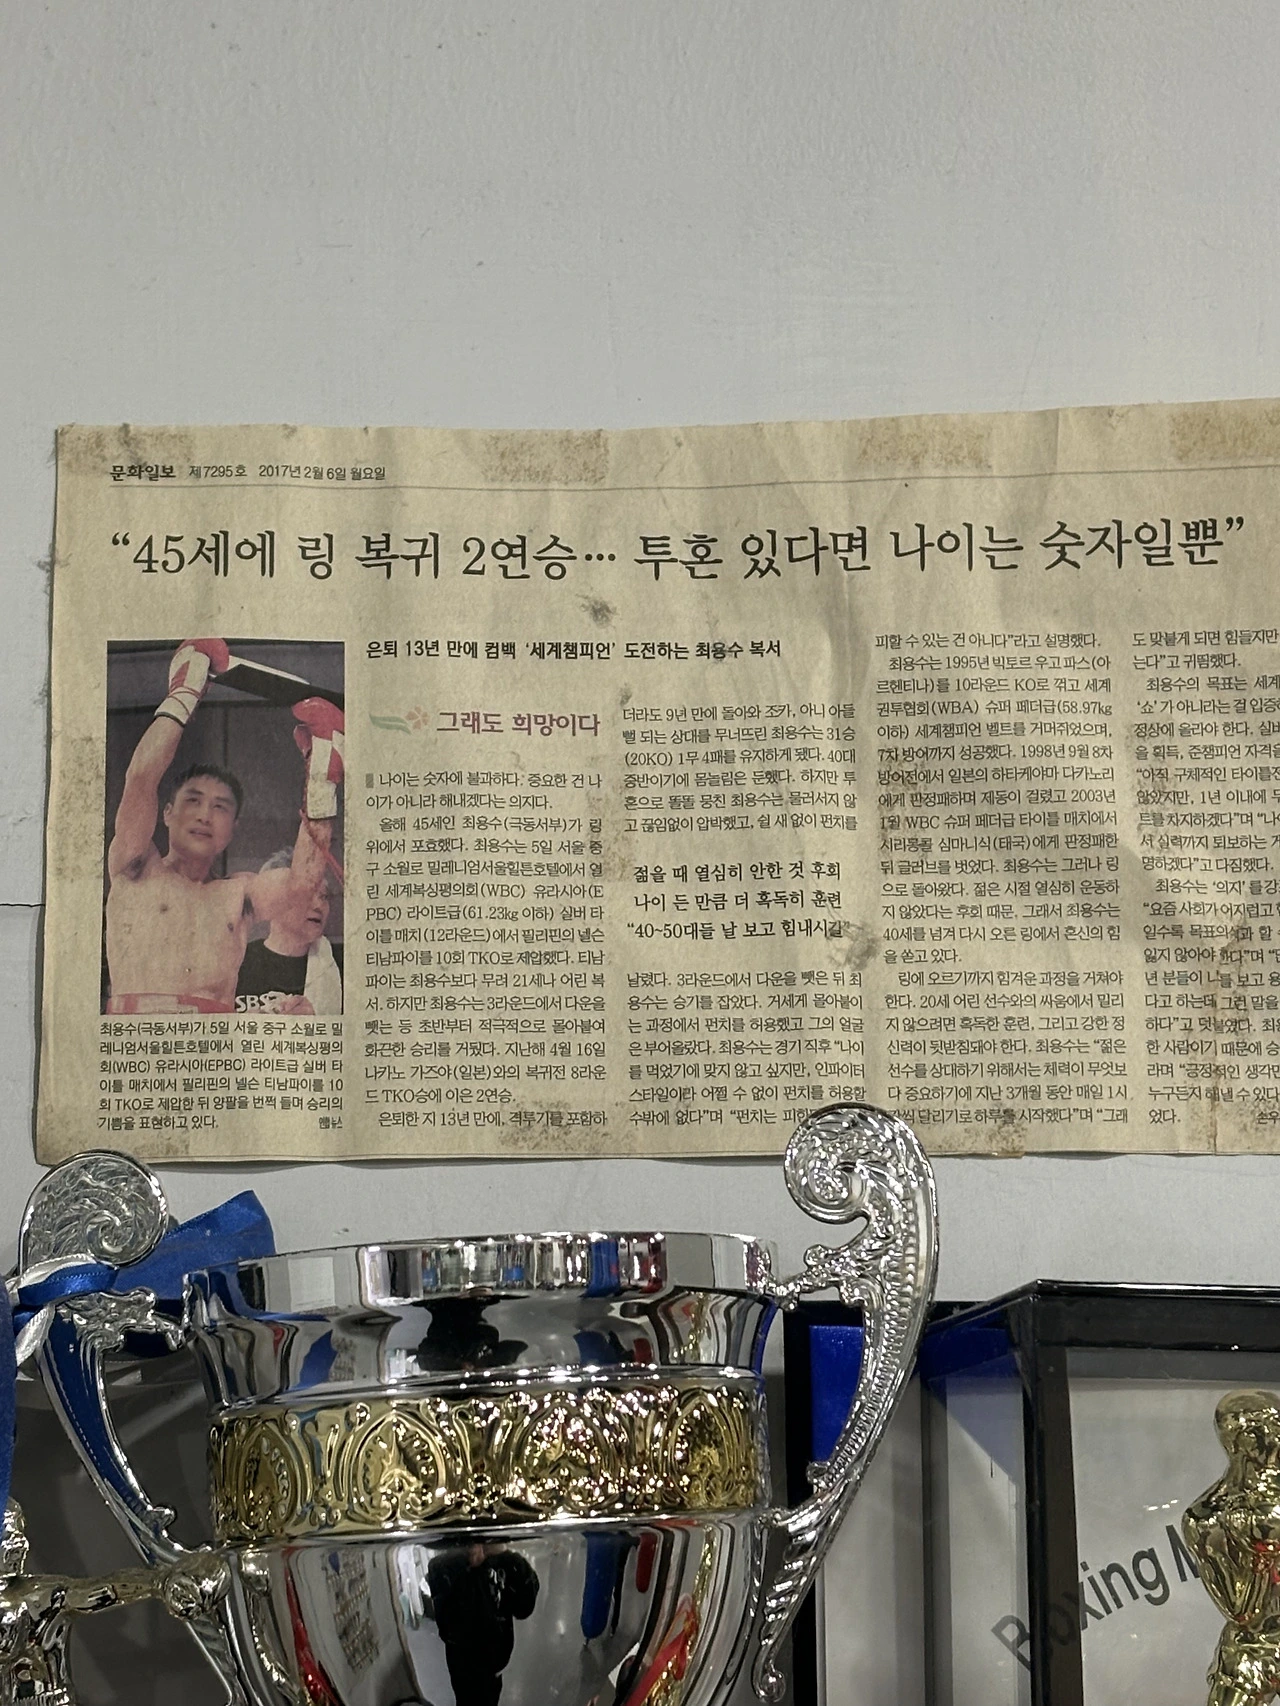 문화일보 제7295호 2017년 2월 6일 월요일
“45세에 링 복귀 2연승··· 투혼 있다면 나이는 숫자일뿐”
은퇴 13년 만에 컴백 ‘세계챔피언’ 도전하는 최용수 복서
SBS
최용수(극동서부)가 5일 서울 중구 소월로 밀
레니엄서울힐튼호텔에서 열린 세계복싱평의
회(WBC) 유라시아(EPBC) 라이트급 실버 타
이틀 매치에서 필리핀의 넬슨 티남파이를 10
회 TKO로 제압한 뒤 양팔을 번쩍 들며 승리의
기쁨을 표현하고 있다.
그래도 희망이다
나이는 숫자에 불과하다. 중요한 건 나
이가 아니라 해내겠다는 의지다.
올해 45세인 최용수(극동서부)가 링
위에서 포효했다. 최용수는 5일 서울 중
구 소월로 밀레니엄서울힐튼호텔에서 열
린 세계복싱평의회(WBC) 유라시아(E
PBC) 라이트급(61.23kg 이하) 실버 타
이틀 매치(12라운드)에서 필리핀의 넬슨
티남파이를 10회 TKO로 제압했다. 티남
파이는 최용수보다 무려 21세나 어린 복
서. 하지만 최용수는 3라운드에서 다운을
뺏는 등 초반부터 적극적으로 몰아붙여
화끈한 승리를 거뒀다. 지난해 4월 16일
나카노 가즈야(일본)와의 복귀전 8라운
드 TKO승에 이은 2연승.
은퇴한 지 13년 만에, 격투기를 포함하
더라도 9년 만에 돌아와 조카, 아니 아들
뻘 되는 상대를 무너뜨린 최용수는 31승
(20KO) 1무 4패를 유지하게 됐다. 40대
중반이기에 몸놀림은 둔했다. 하지만 투
혼으로 똘똘 뭉친 최용수는 물러서지 않
고 끊임없이 압박했고, 쉴 새 없이 펀치를
젊을 때 열심히 안한 것 후회
나이 든 만큼 더 혹독히 훈련
“40~50대들 날 보고 힘내시길”
날렸다. 3라운드에서 다운을 뺏은 뒤 최
용수는 승기를 잡았다. 거세게 몰아붙이
는 과정에서 펀치를 허용했고 그의 얼굴
은 부어올랐다. 최용수는 경기 직후 “나이
를 먹었기에 맞지 않고 싶지만, 인파이터
스타일이라 어쩔 수 없이 펀치를 허용할
수밖에 없다”며 “펀치는 피한
피할 수 있는 건 아니다”라고 설명했다.
최용수는 1995년 빅토르 우고 파스(아
르헨티나)를 10라운드 KO로 꺾고 세계
권투협회(WBA) 슈퍼 페더급(58.97kg
이하) 세계챔피언 벨트를 거머쥐었으며,
7차 방어까지 성공했다. 1998년 9월 8차
방어전에서 일본의 하타케야마 다카노리
에게 판정패하며 제동이 걸렸고 2003년
1월 WBC 슈퍼 페더급 타이틀 매치에서
시리몽콜 싱마니식(태국)에게 판정패한
뒤 글러브를 벗었다. 최용수는 그러나 링
으로 돌아왔다. 젊은 시절 열심히 운동하
지 않았다는 후회 때문. 그래서 최용수는
40세를 넘겨 다시 오른 링에서 혼신의 힘
을 쏟고 있다.
링에 오르기까지 힘겨운 과정을 거쳐야
한다. 20세 어린 선수와의 싸움에서 밀리
지 않으려면 혹독한 훈련, 그리고 강한 정
신력이 뒷받침돼야 한다. 최용수는 “젊은
선수를 상대하기 위해서는 체력이 무엇보
다 중요하기에 지난 3개월 동안 매일 1시
간씩 달리기로 하루를 시작했다”며 “그래
도 맞붙게 되면 힘들지만
는다”고 귀띔했다.
최용수의 목표는 세계
‘쇼’가 아니라는 걸 입증하
정상에 올라야 한다. 실버
을 획득, 준챔피언 자격을
“아직 구체적인 타이틀전
않았지만, 1년 이내에 무
트를 차지하겠다”며 “나
서 실력까지 퇴보하는 거
명하겠다”고 다짐했다.
최용수는 ‘의지’를 강
“요즘 사회가 어지럽고
일수록 목표의식과 할 수
잃지 않아야 한다”며
년 분들이 나를 보고 용
다고 하는데 그런 말을
하다”고 덧붙였다. 최
한 사람이기 때문에 승
라며 “긍정적인 생각만
누구든지 해낼 수 있다
었다.
Boxing M